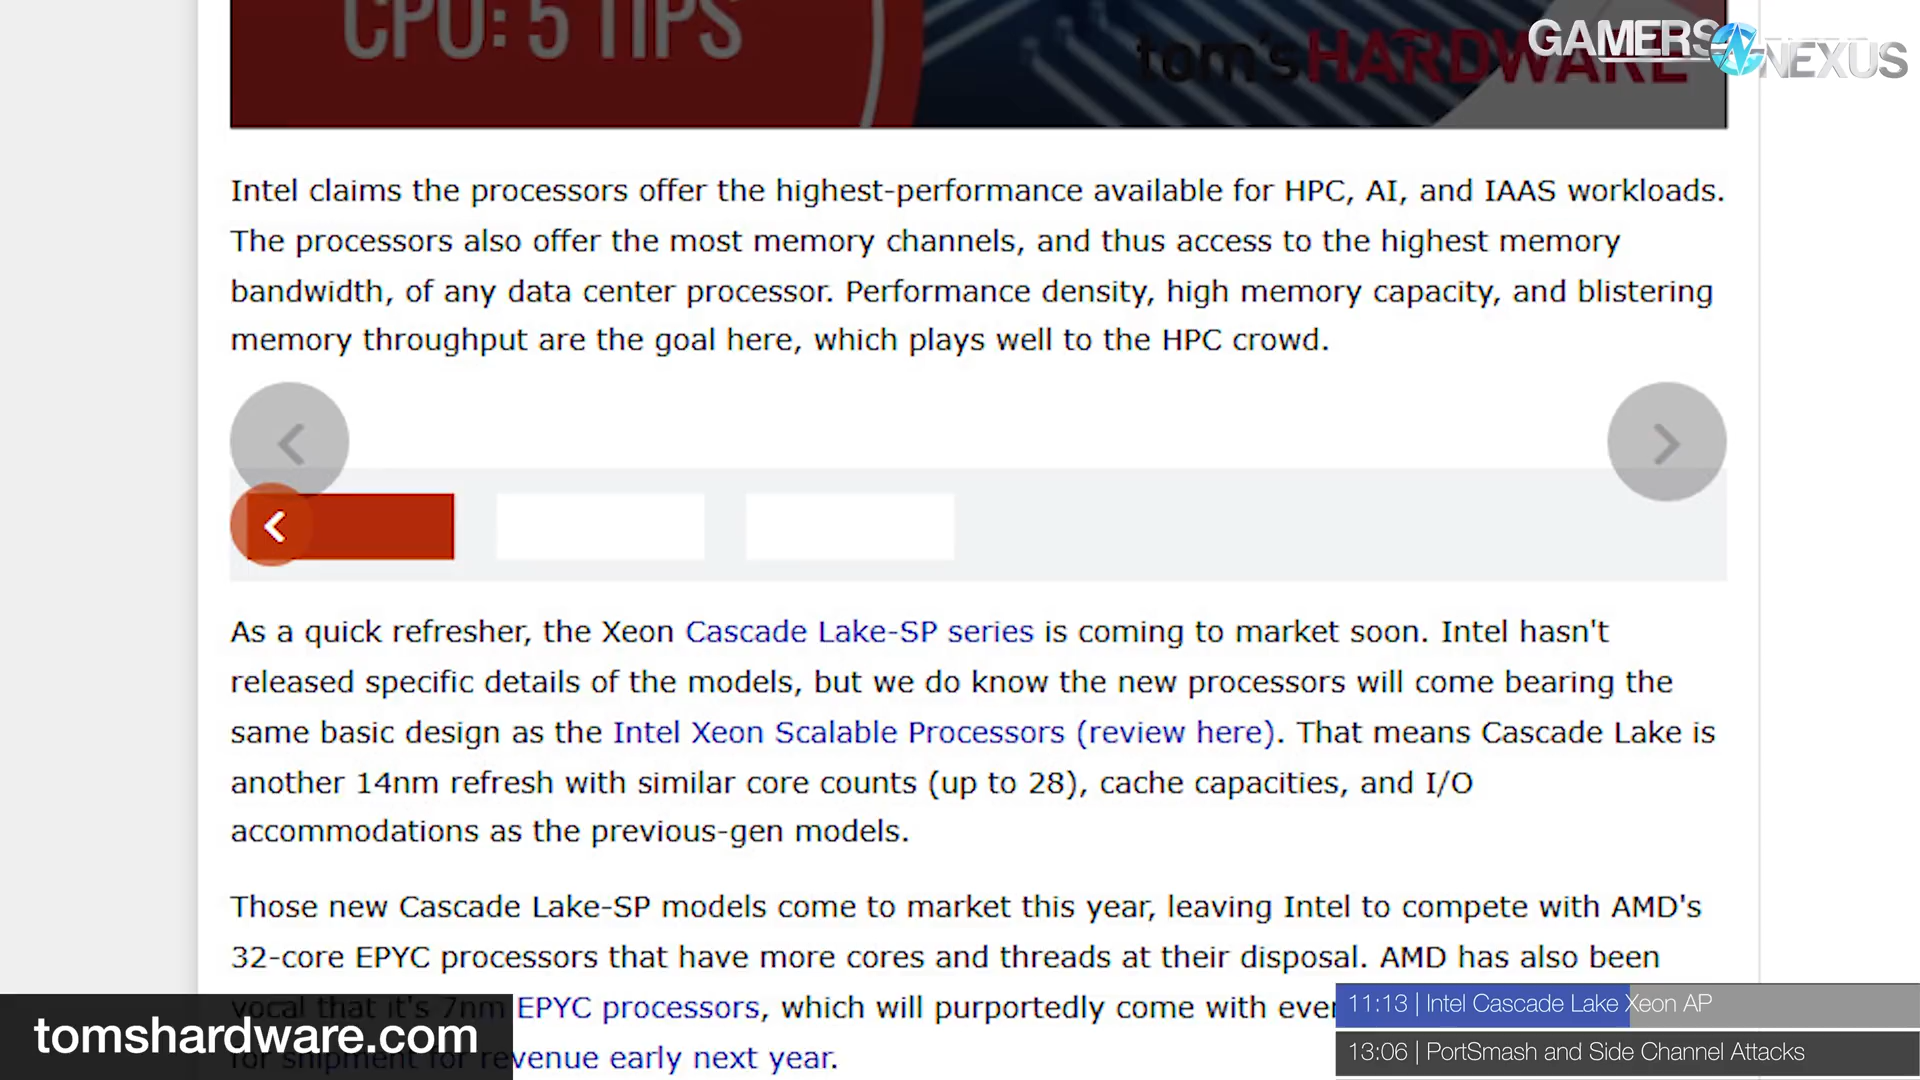 CPU: 5 TIPS
tom's HARDWARE
GAMERS NEXUS
Intel claims the processors offer the highest-performance available for HPC, AI, and IAAS workloads.
The processors also offer the most memory channels, and thus access to the highest memory
bandwidth, of any data center processor. Performance density, high memory capacity, and blistering
memory throughput are the goal here, which plays well to the HPC crowd.
As a quick refresher, the Xeon Cascade Lake-SP series is coming to market soon. Intel hasn't
released specific details of the models, but we do know the new processors will come bearing the
same basic design as the Intel Xeon Scalable Processors (review here). That means Cascade Lake is
another 14nm refresh with similar core counts (up to 28), cache capacities, and I/O
accommodations as the previous-gen models.
Those new Cascade Lake-SP models come to market this year, leaving Intel to compete with AMD's
32-core EPYC processors that have more cores and threads at their disposal. AMD has also been
vocal that it's 7nm EPYC processors, which will purportedly come with ever
for shipment for revenue early next year.
tomshardware.com
11:13 | Intel Cascade Lake Xeon AP
13:06 | PortSmash and Side Channel Attacks